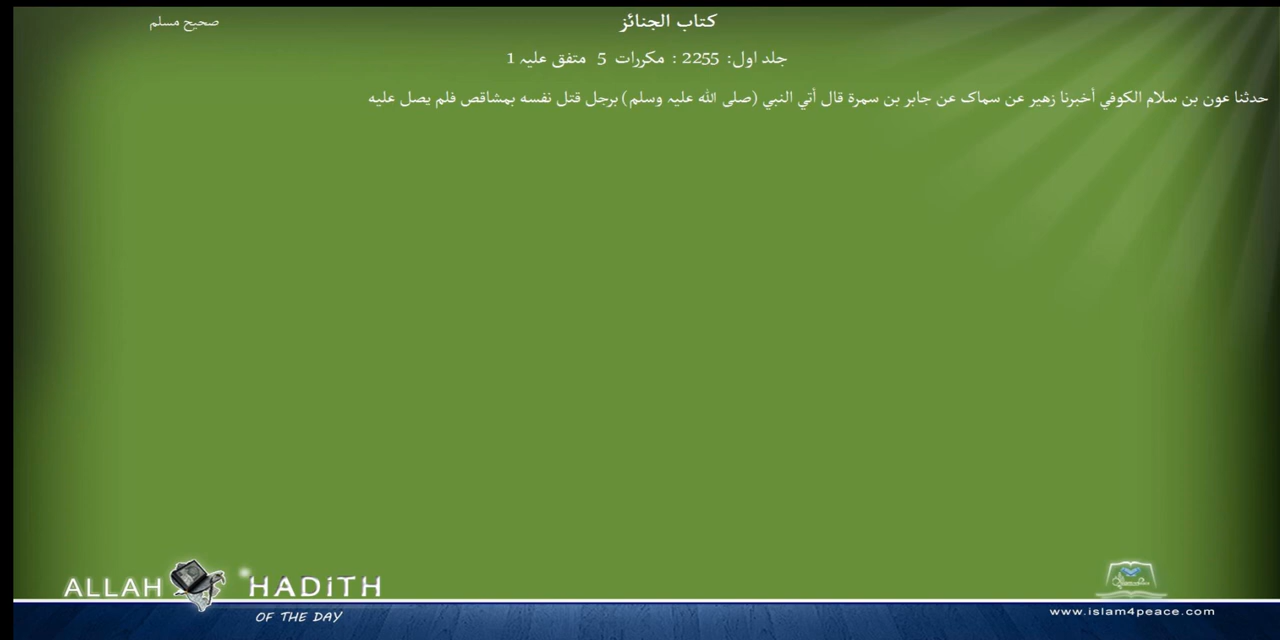 كتاب الجنائز
صحيح مسلم
جلد اول: 2255 : مکررات 5 متفق علیہ 1
حدثنا عون بن سلام الكوفي أخبرنا زهير عن سماک عن جابر بن سمرة قال أتي النبي (صلی اللہ علیہ وسلم) برجل قتل نفسه بمشاقص فلم يصل عليه
ALLAH HADITH
OF THE DAY
www.islam4peace.com